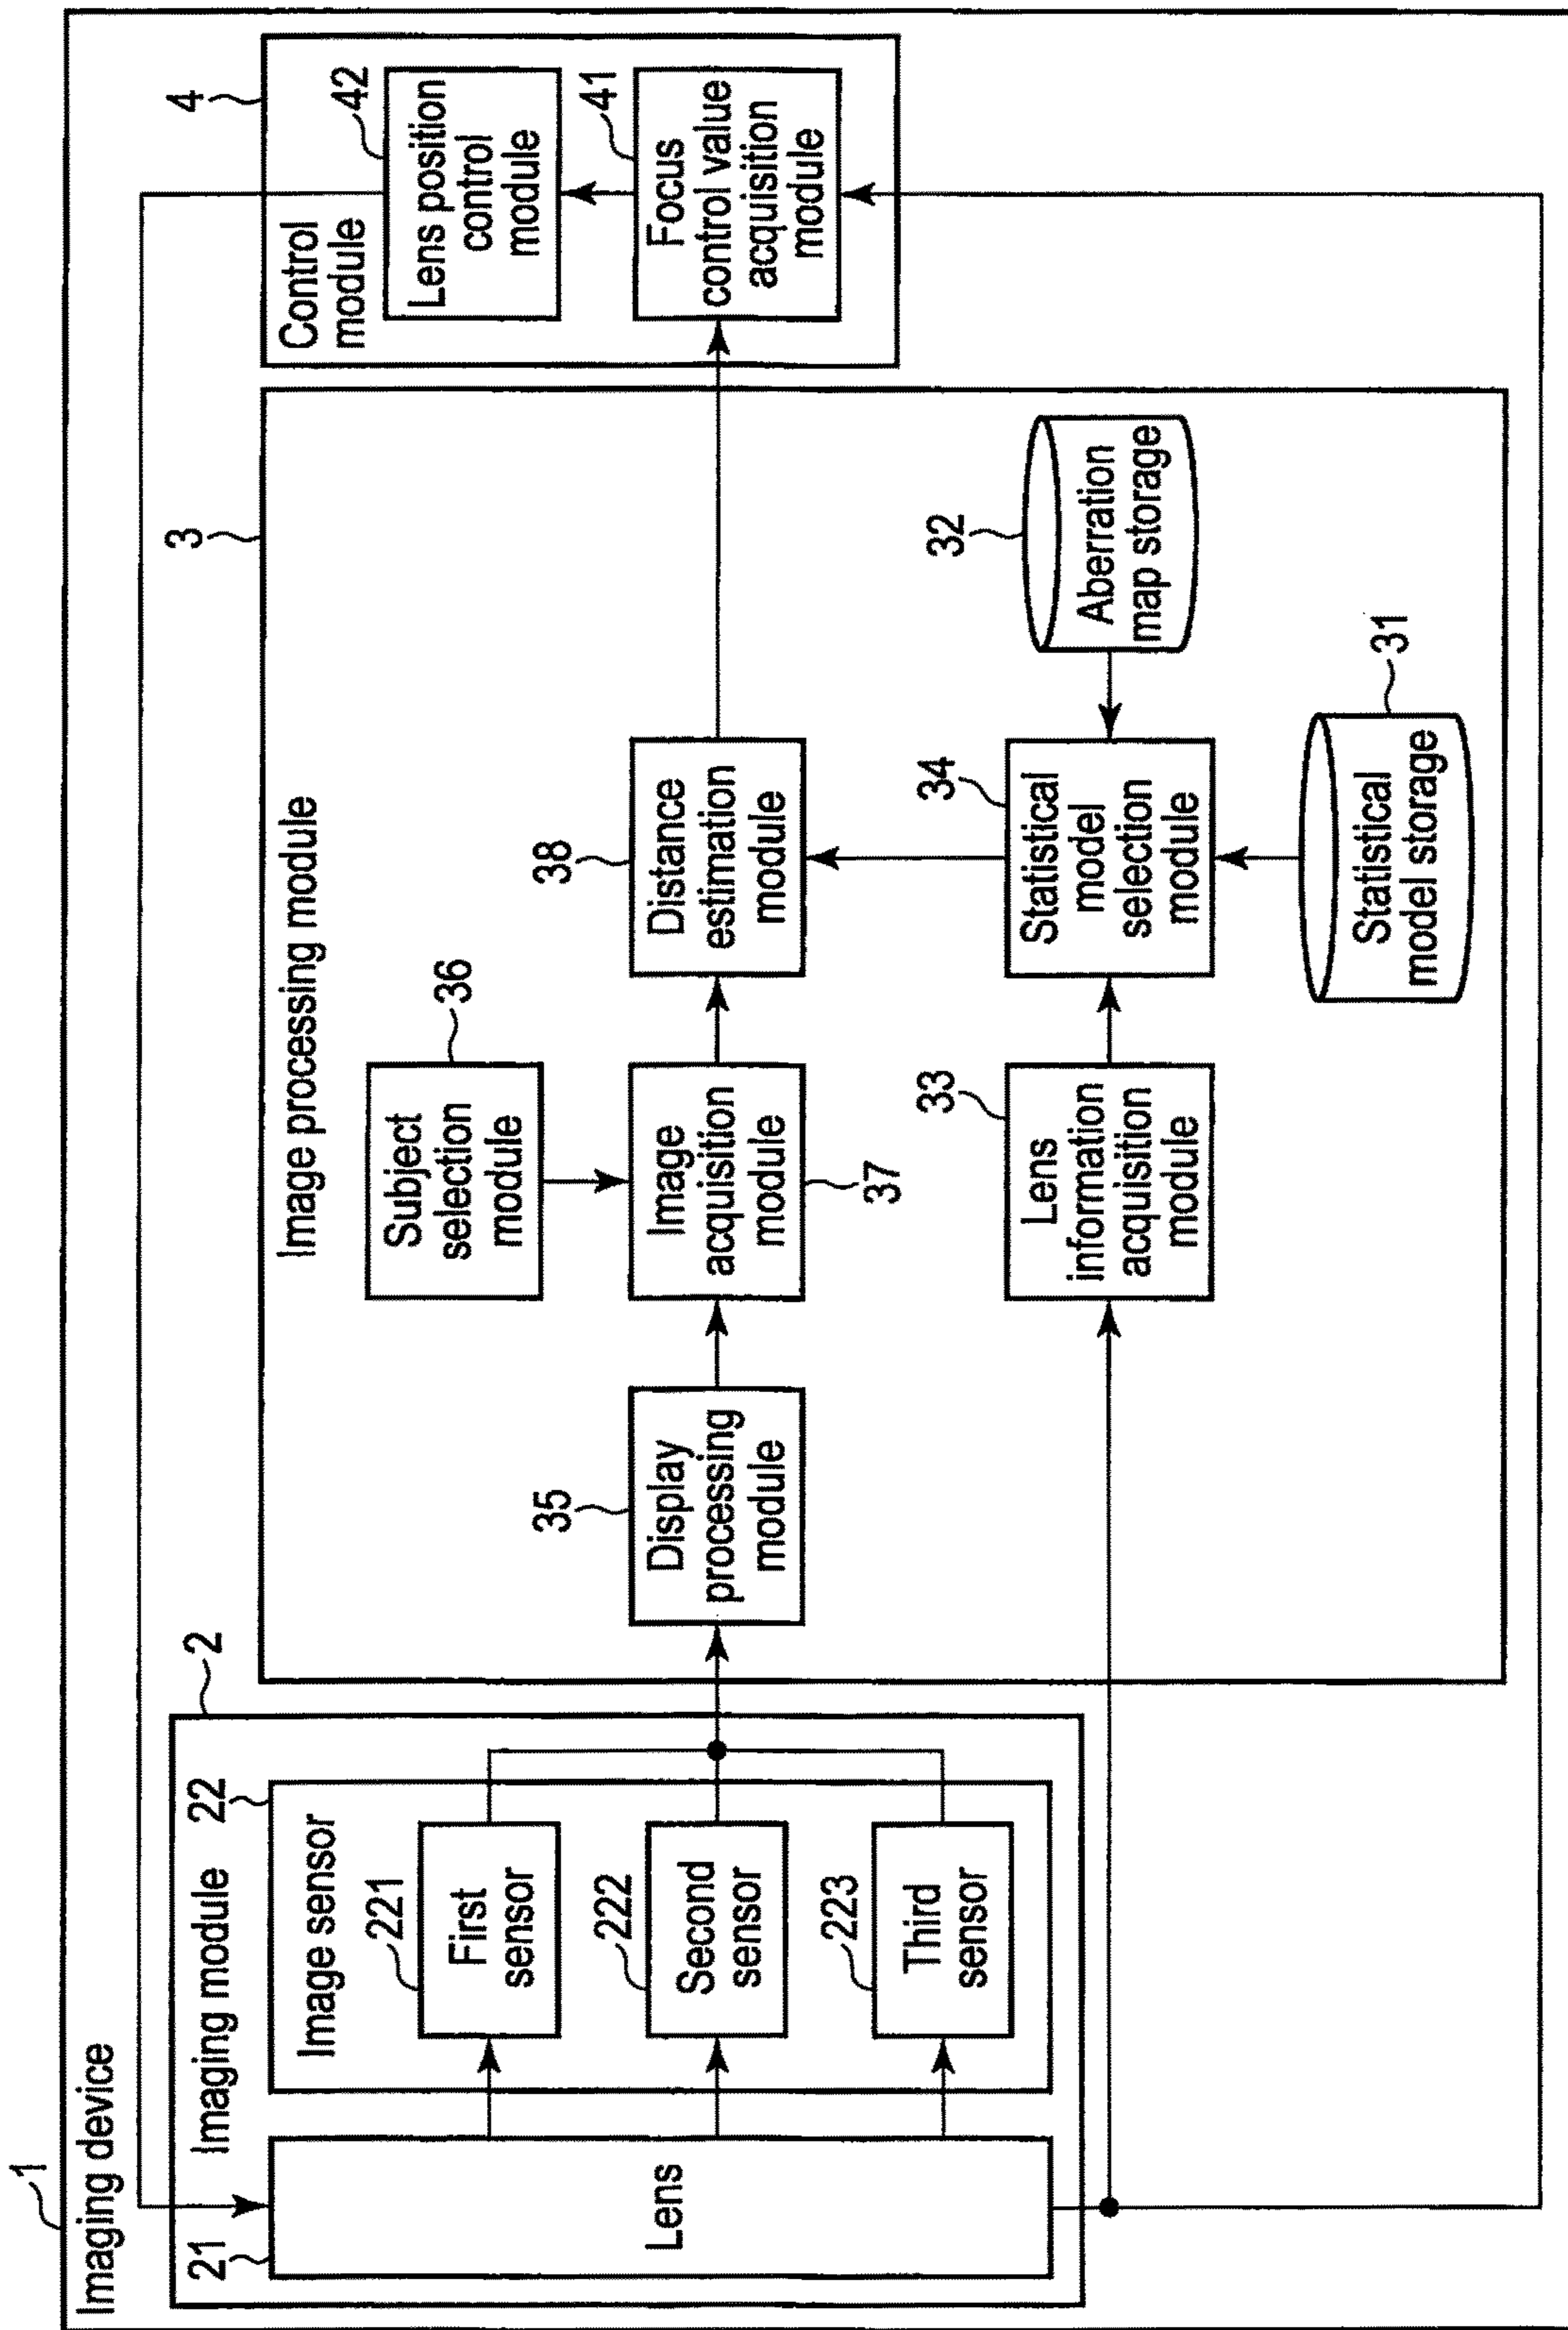 1
Imaging device
2
Imaging module
21
Lens
22
Image sensor
221
First
sensor
222
Second
sensor
223
Third
sensor
3
Image processing module
35
Display
processing
module
36
Subject
selection
module
Image
acquisition
module
37
38
Distance
estimation
module
33
Lens
information
acquisition
module
34
Statistical
model
selection
module
32
Aberration
map storage
31
Statistical
model storage
4
Control
module
42
Lens position
control
module
41
Focus
control value
acquisition
module